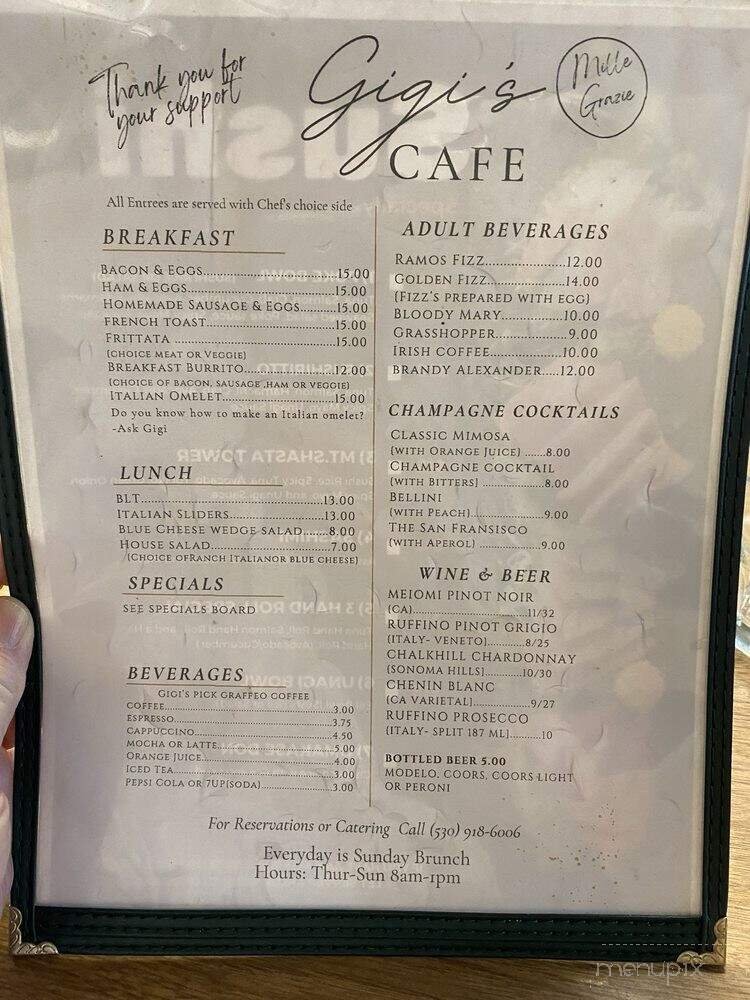 Thank you for
your support
Gigi's
CAFE
Mille
Grazie
All Entrees are served with Chef's choice side
BREAKFAST
BACON & EGGS..............................15.00
HAM & EGGS..............................15.00
HOMEMADE SAUSAGE & EGGS..........15.00
FRENCH TOAST..............................15.00
FRITTATA ..............................15.00
(CHOICE MEAT OR VEGGIE)
BREAKFAST BURRITO....................12.00
(CHOICE OF BACON, SAUSAGE ,HAM OR VEGGIE)
ITALIAN OMELET.........................15.00
Do you know how to make an Italian omelet?
-Ask Gigi
LUNCH
BLT........................................13.00
ITALIAN SLIDERS.........................13.00
BLUE CHEESE WEDGE SALAD.......8.00
HOUSE SALAD..............................7.00
(CHOICE OFRANCH ITALIANOR BLUE CHEESE)
SPECIALS
SEE SPECIALS BOARD
BEVERAGES
GIGI'S PICK GRAFFEO COFFEE
COFFEE........................................3.00
ESPRESSO........................................3.75
CAPPUCCINO...................................4.50
MOCHA OR LATTE..............................5.00
ORANGE JUICE..............................4.00
ICED TEA........................................3.00
PEPSI COLA OR 7UP(SODA)....................3.00
ADULT BEVERAGES
RAMOS FIZZ......................12.00
GOLDEN FIZZ.....................14.00
(FIZZ'S PREPARED WITH EGG)
BLOODY MARY...................10.00
GRASSHOPPER....................9.00
IRISH COFFEE....................10.00
BRANDY ALEXANDER.....12.00
CHAMPAGNE COCKTAILS
CLASSIC MIMOSA
(WITH ORANGE JUICE) .......8.00
CHAMPAGNE COCKTAIL
(WITH BITTERS) ..................8.00
BELLINI
(WITH PEACH)....................9.00
THE SAN FRANSISCO
(WITH APEROL) ..................9.00
WINE & BEER
MEIOMI PINOT NOIR
(CA)..............................11/32
RUFFINO PINOT GRIGIO
(ITALY- VENETO)............8/25
CHALKHILL CHARDONNAY
(SONOMA HILLS)............10/30
CHENIN BLANC
(CA VARIETAL)................9/27
RUFFINO PROSECCO
(ITALY- SPLIT 187 ML)..........10
BOTTLED BEER 5.00
MODELO, COORS, COORS LIGHT
OR PERONI
For Reservations or Catering Call (530) 918-6006
Everyday is Sunday Brunch
Hours: Thur-Sun 8am-1pm
menupix